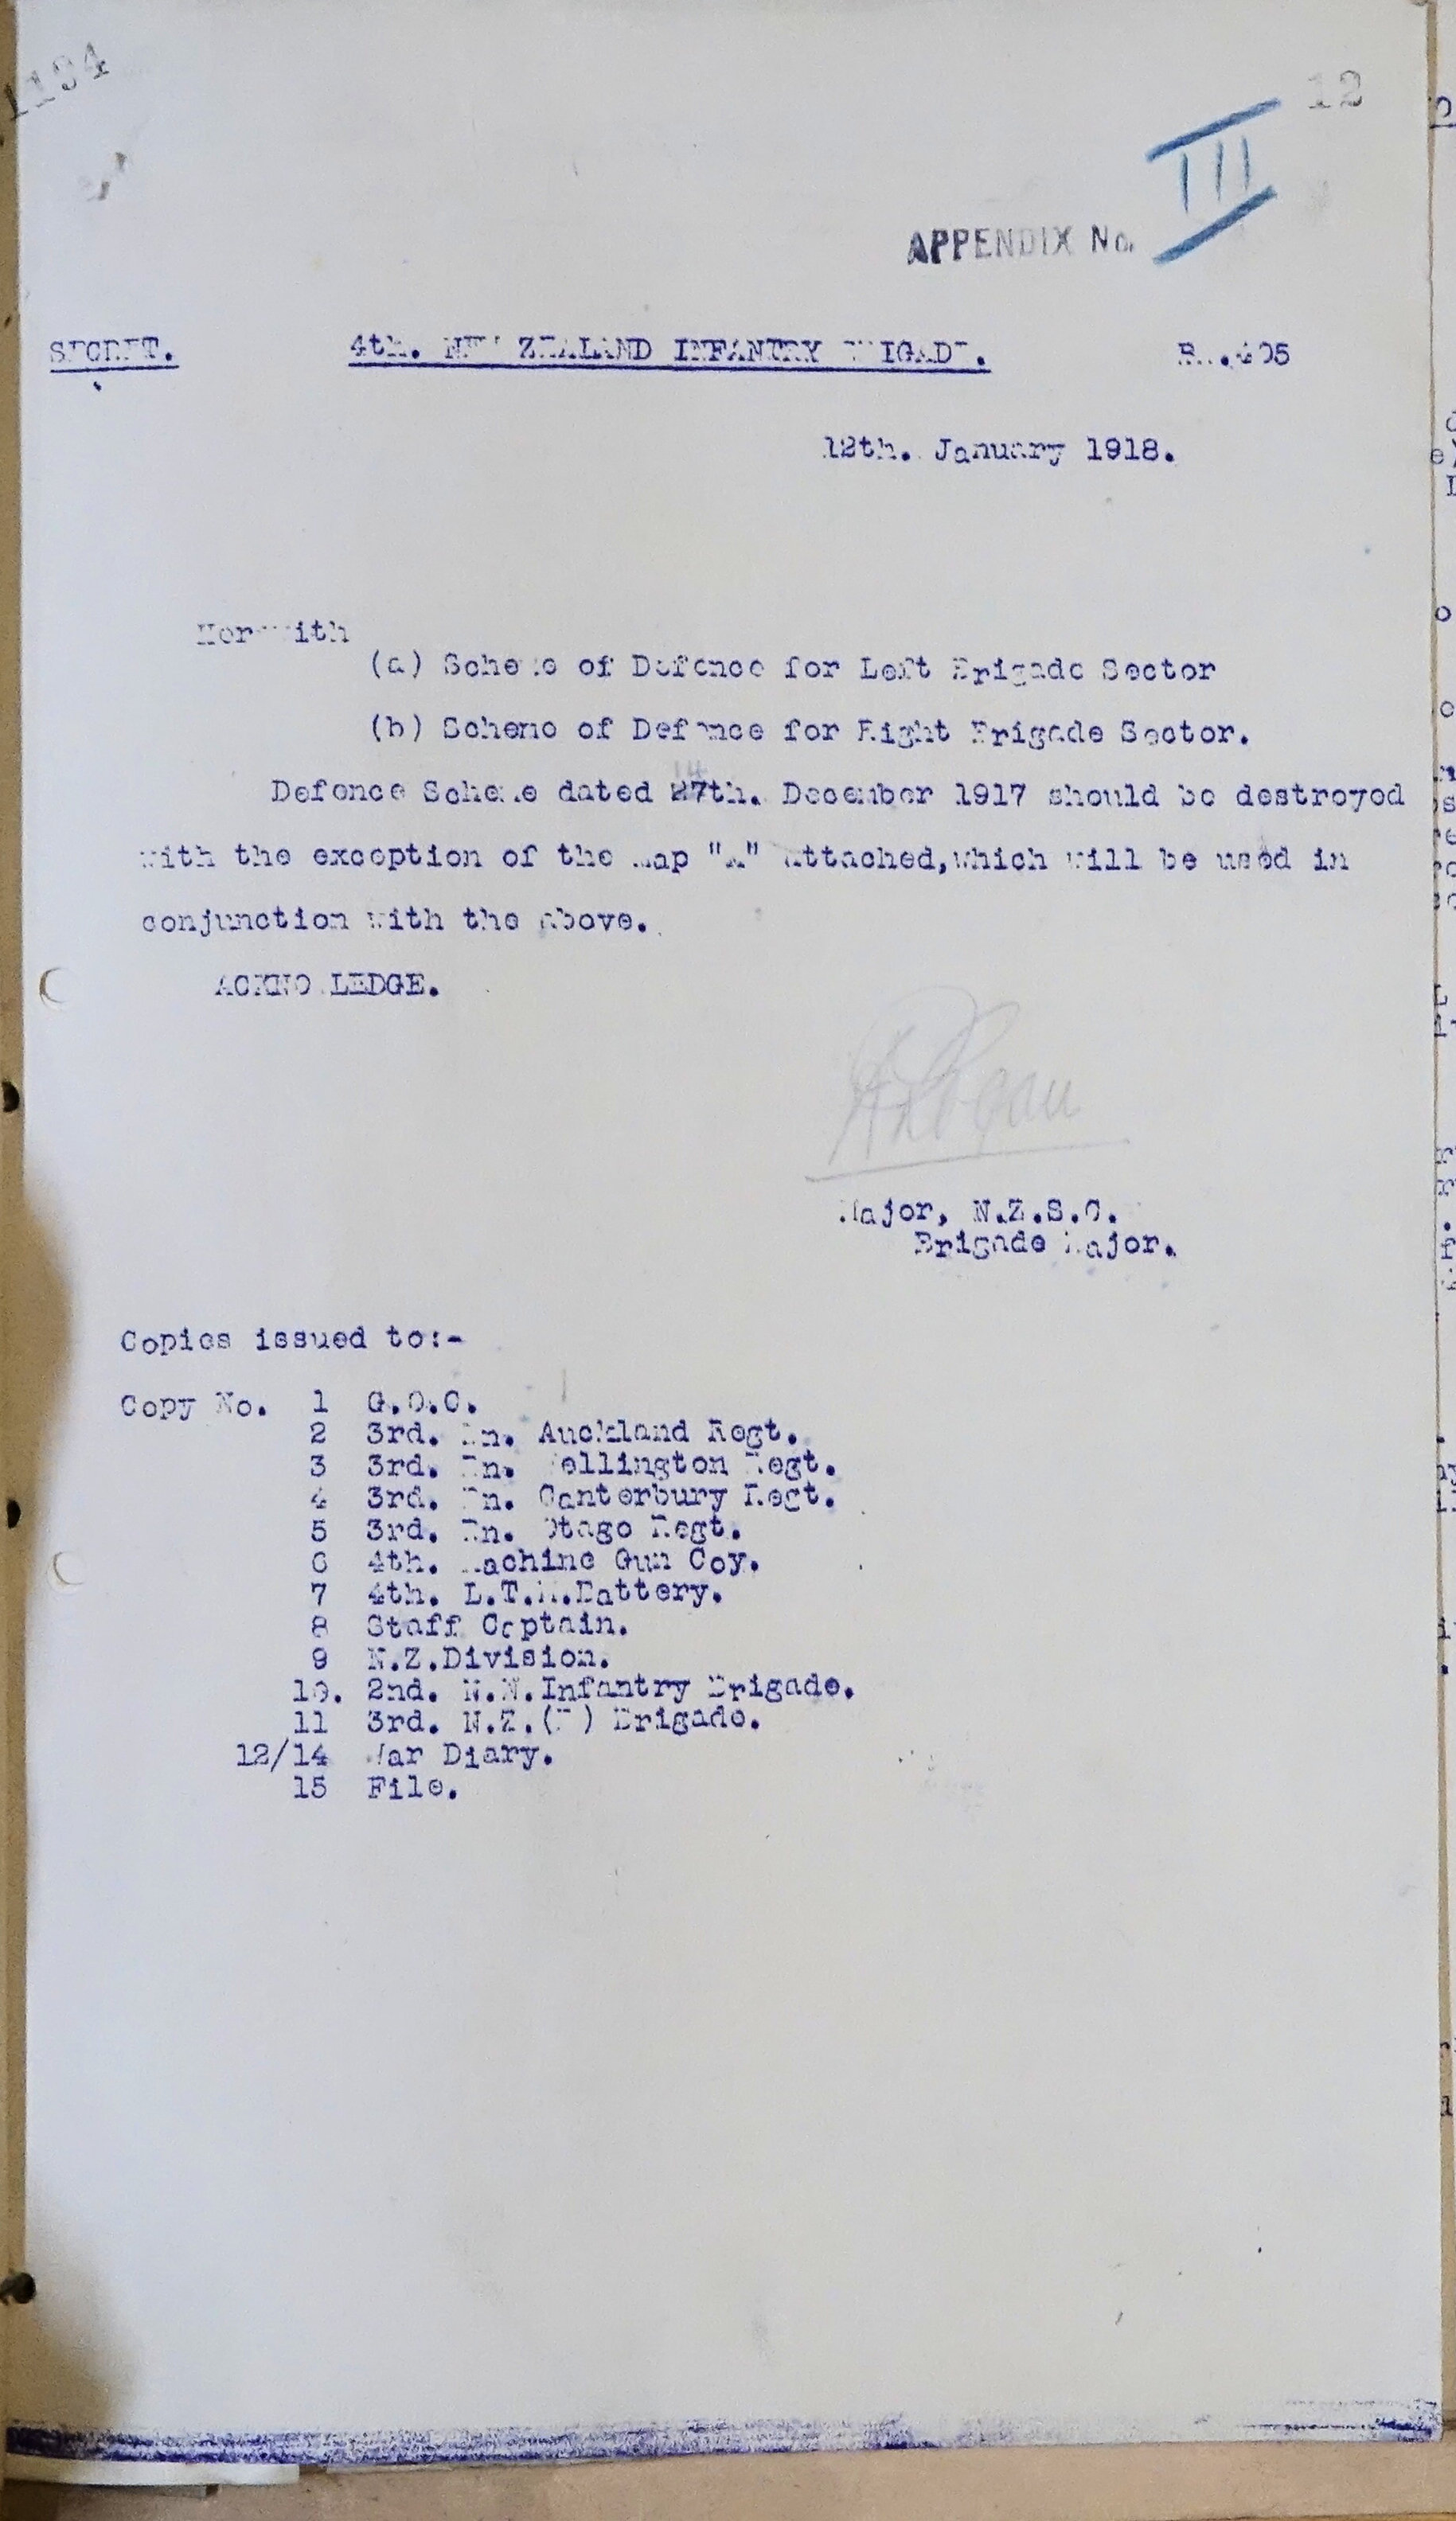 1194
12
III
APPENDIX No.
SECRET. 4th. NEW ZEALAND INFANTRY BRIGADE.
12th. January 1918.
Herewith
(a) Scheme of Defence for Left Brigade Sector
(b) Scheme of Defence for Right Brigade Sector.
14
Defence Scheme dated 27th. December 1917 should be destroyed
with the exception of the map "A" attached,which will be used in
conjunction with the above.
ACKNOWLEDGE.
Major, N.Z.S.C.
Brigade Major.
Copies issued to:-
Copy No. 1 G.O.C.
2 3rd. Bn. Auckland Regt.
3 3rd. Bn. Wellington Regt.
4 3rd. Bn. Canterbury Regt.
5 3rd. Bn. Otago Regt.
6 4th. Machine Gun Coy.
7 4th. L.T.M.Battery.
8 Staff Captain.
9 N.Z.Division.
10. 2nd. N.N.Infantry Brigade.
11 3rd. N.Z.(R) Brigade.
12/14 War Diary.
15 File.